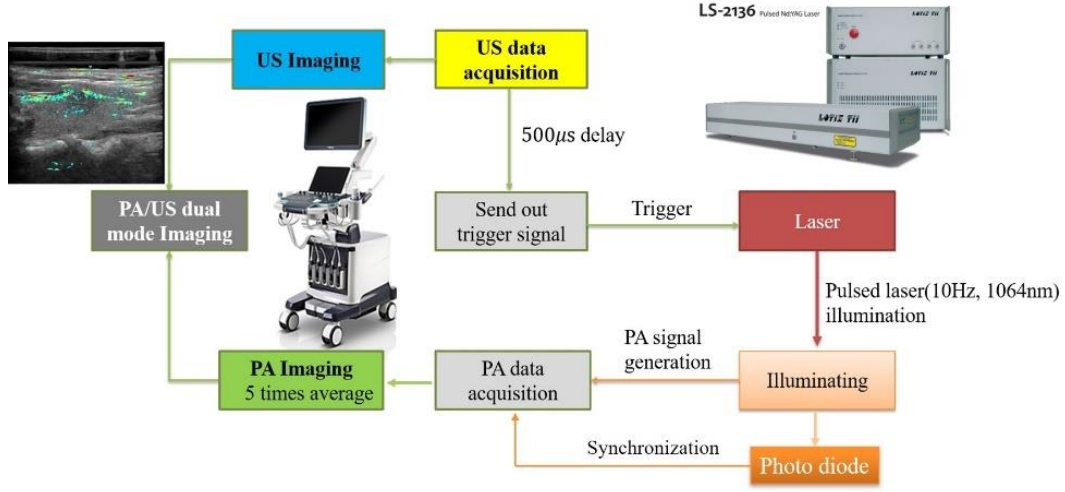 LS-2136 Pulsed Nd:YAG Laser
LOTIS TII
LOTIS TII
LOTIS TII
US Imaging
US data
acquisition
500μs delay
PA/US dual
mode Imaging
Send out
trigger signal
Trigger
Laser
Pulsed laser(10Hz, 1064nm)
illumination
PA signal
generation
PA Imaging
5 times average
PA data
acquisition
Illuminating
Synchronization
Photo diode